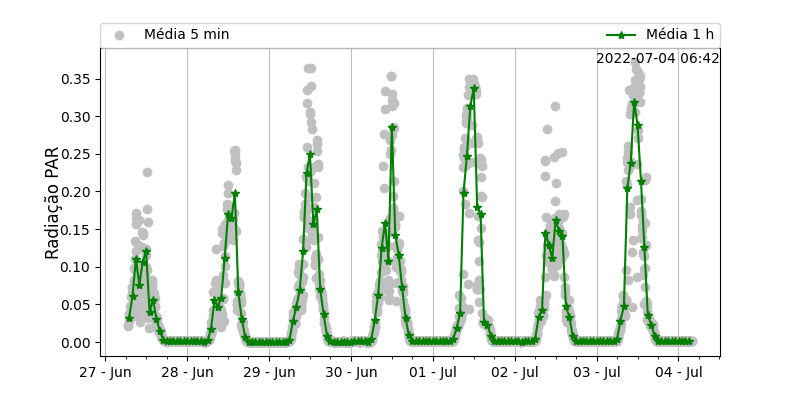 Média 5 min
Média 1 h
2022-07-04 06:42
Radiação PAR
0.35
0.30
0.25
0.20
0.15
0.10
0.05
0.00
27 - Jun
28 - Jun
29 - Jun
30 - Jun
01 - Jul
02 - Jul
03 - Jul
04 - Jul